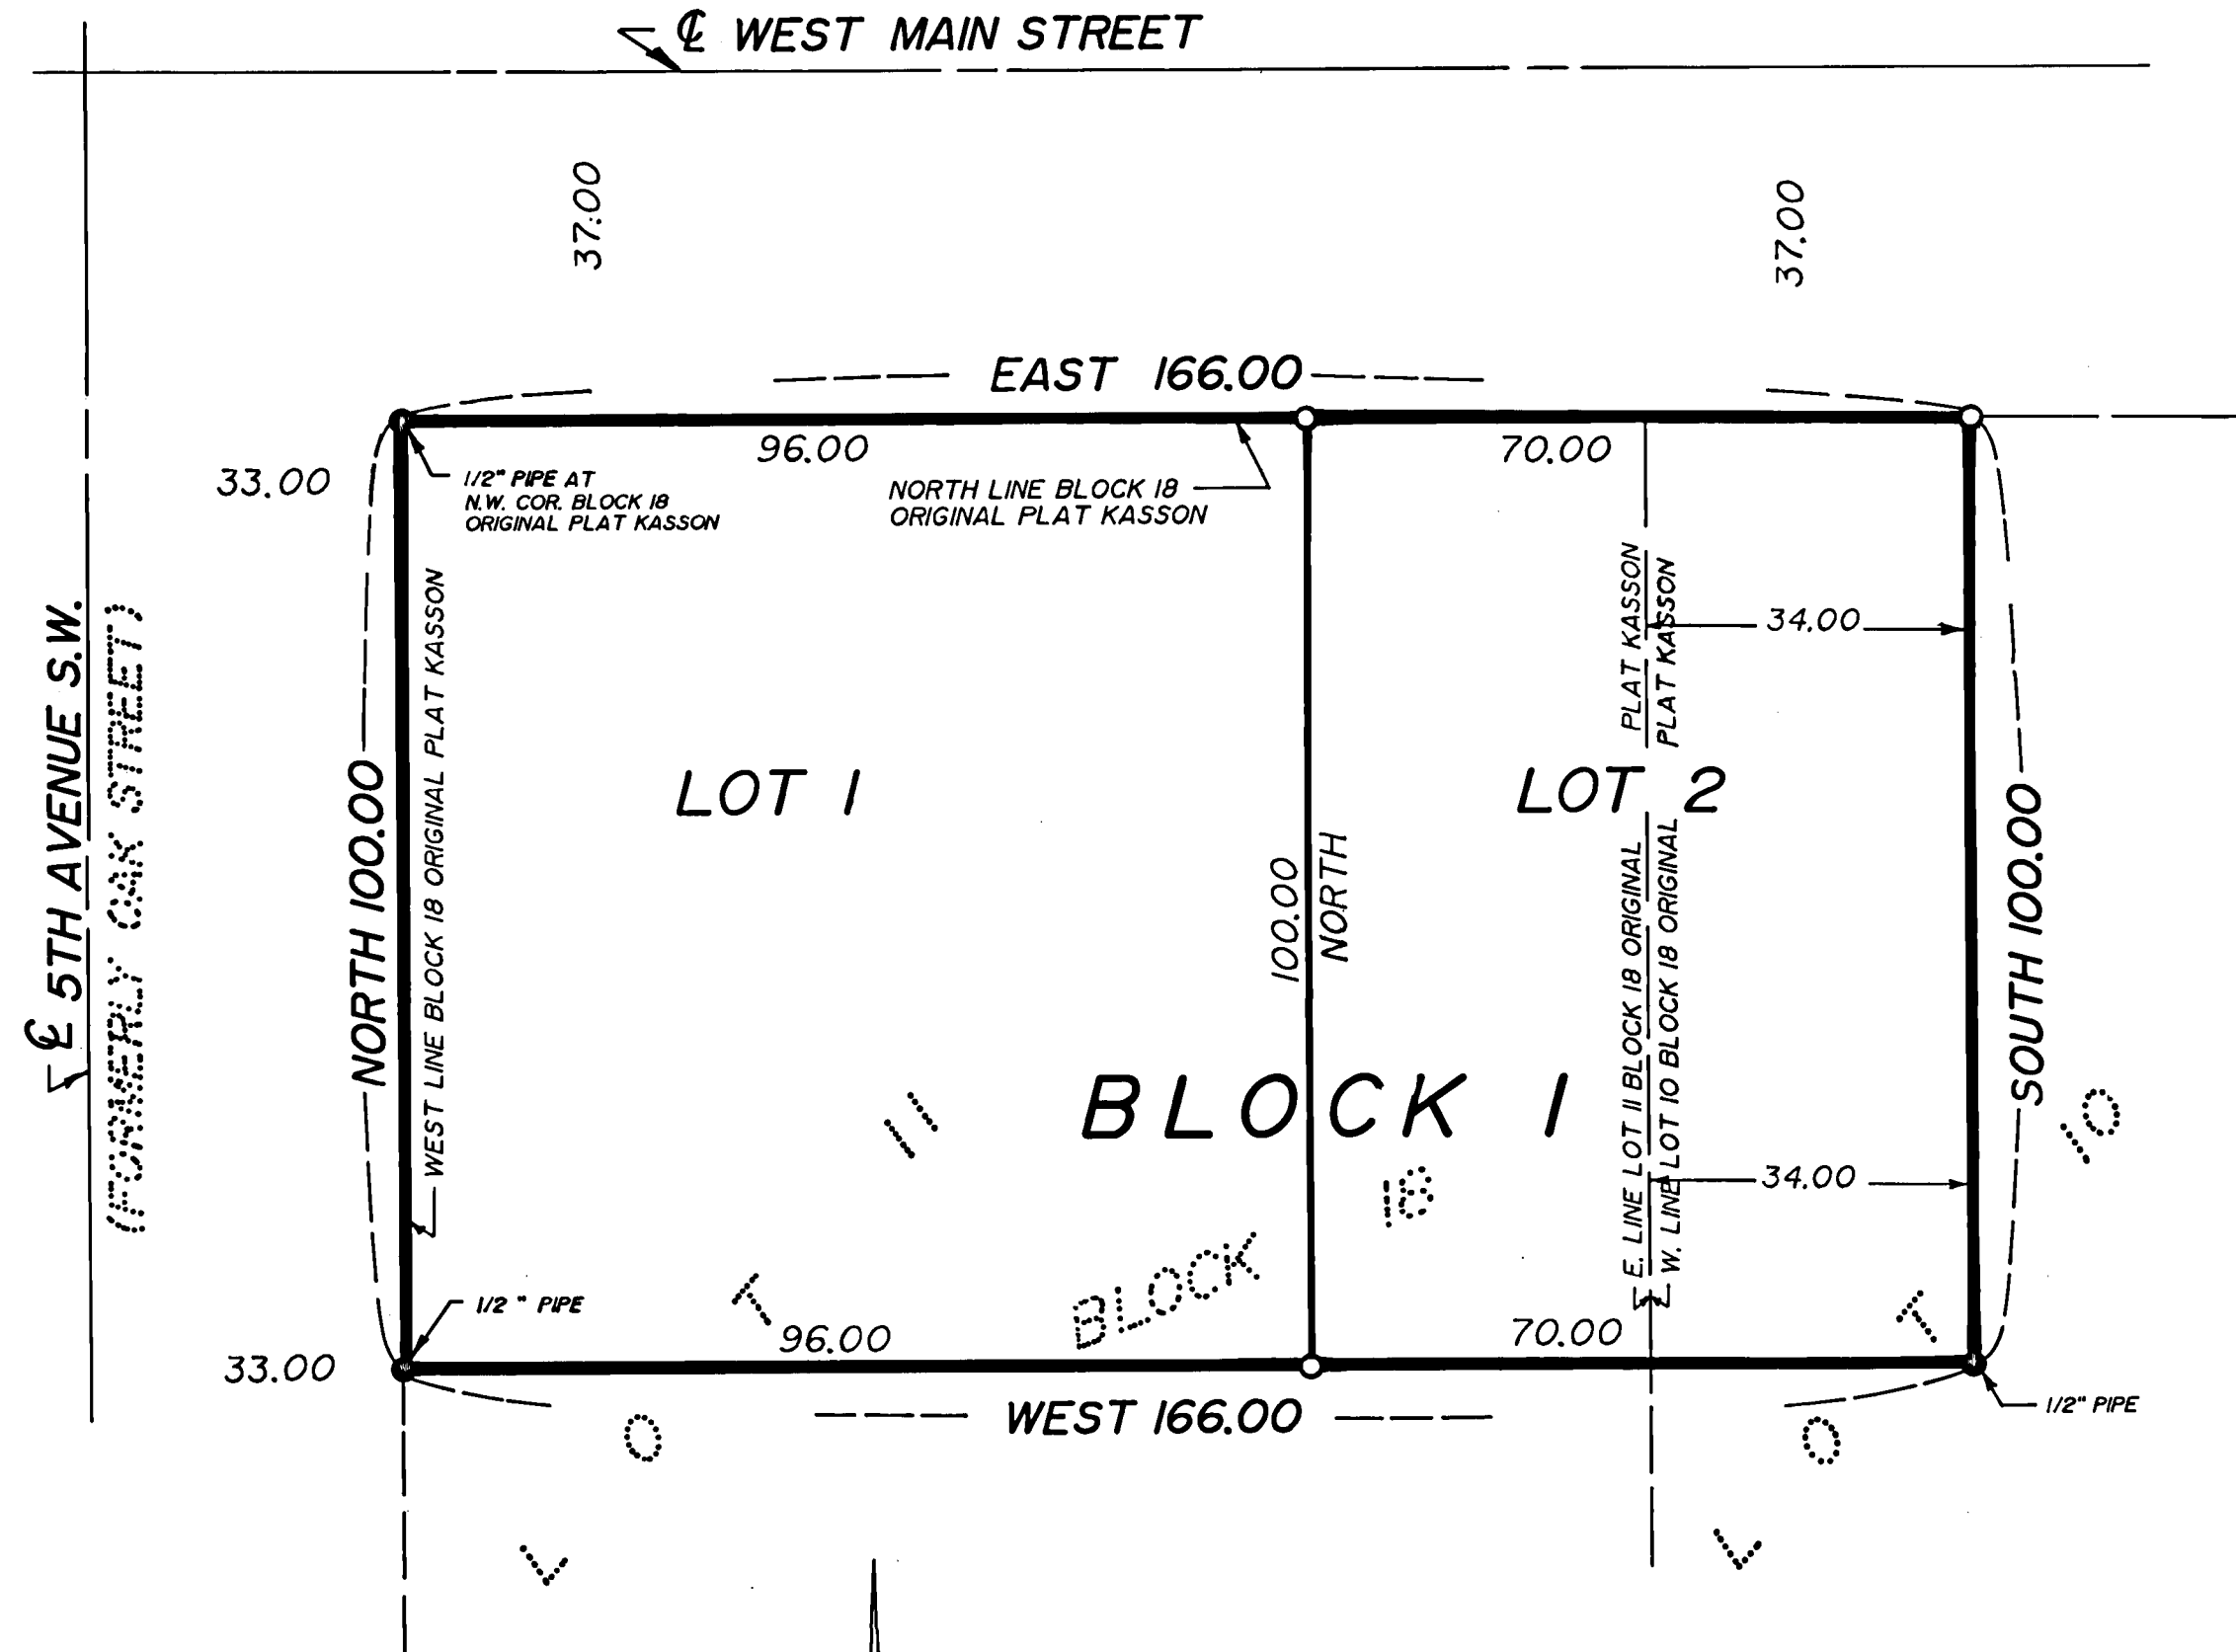 ℄ WEST MAIN STREET
37.00
37.00
EAST 166.00
96.00
70.00
33.00
1/2" PIPE AT
N.W. COR. BLOCK 18
ORIGINAL PLAT KASSON
NORTH LINE BLOCK 18
ORIGINAL PLAT KASSON
℄ 5TH AVENUE S.W.
(FORMERLY OAK STREET)
NORTH 100.00
WEST LINE BLOCK 18 ORIGINAL PLAT KASSON
LOT 1
100.00
NORTH
LOT 2
E. LINE LOT 11 BLOCK 18 ORIGINAL PLAT KASSON
W. LINE LOT 10 BLOCK 18 ORIGINAL PLAT KASSON
34.00
34.00
SOUTH 100.00
BLOCK 1
LOT 11
BLOCK 18
LOT 10
1/2" PIPE
33.00
96.00
70.00
WEST 166.00
1/2" PIPE